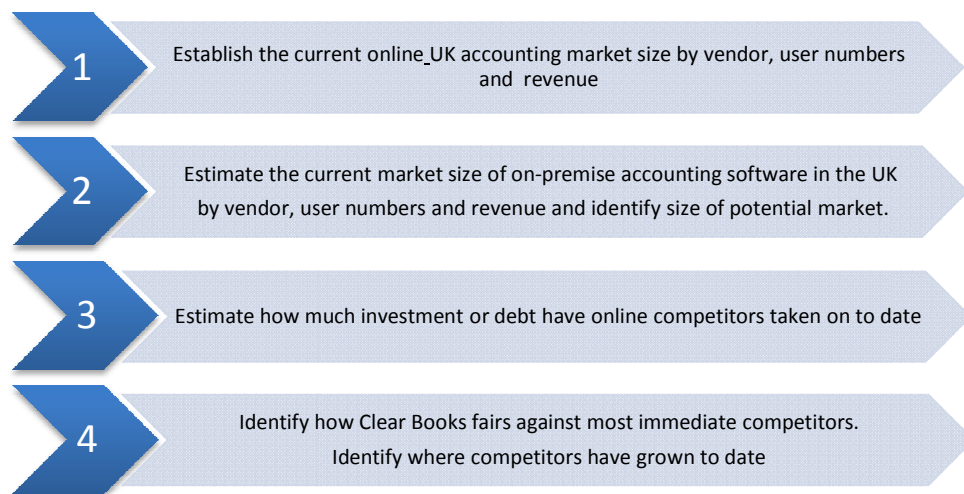 1
Establish the current online UK accounting market size by vendor, user numbers
and revenue
2
Estimate the current market size of on-premise accounting software in the UK
by vendor, user numbers and revenue and identify size of potential market.
3
Estimate how much investment or debt have online competitors taken on to date
4
Identify how Clear Books fairs against most immediate competitors.
Identify where competitors have grown to date